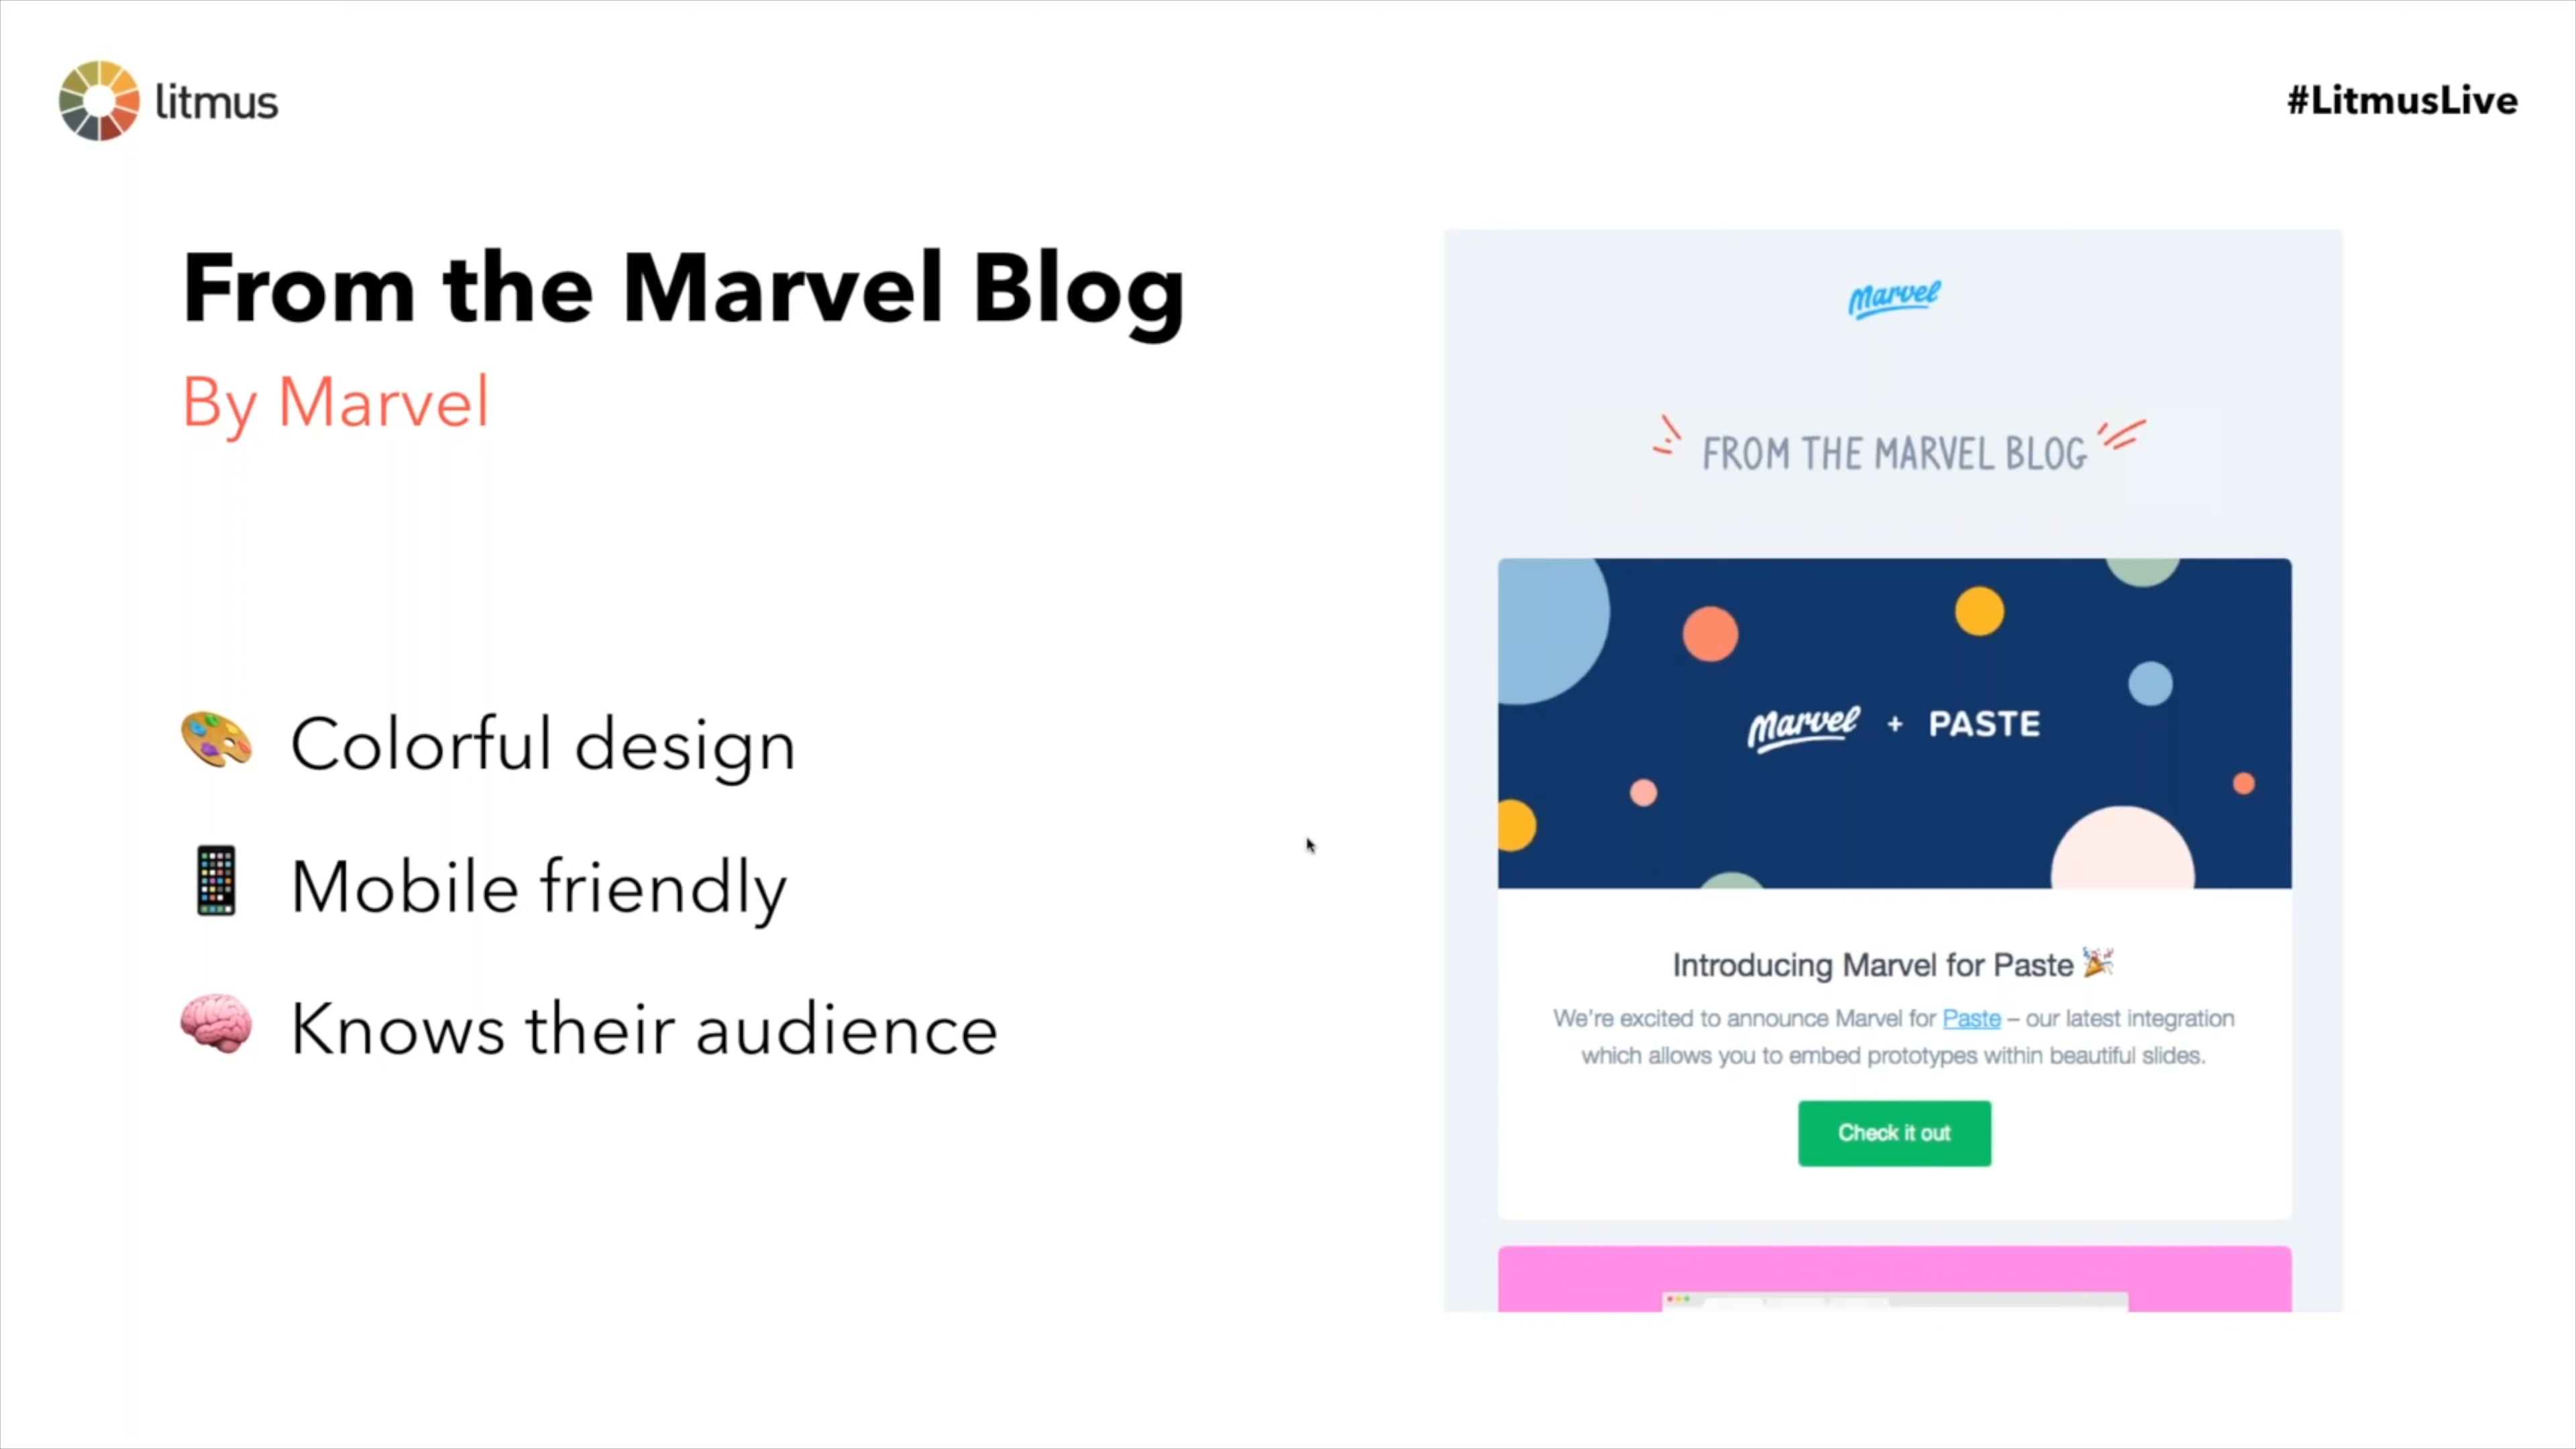 litmus
#LitmusLive
From the Marvel Blog
By Marvel
🎨 Colorful design
📱 Mobile friendly
🧠 Knows their audience
Marvel
FROM THE MARVEL BLOG
Marvel + PASTE
Introducing Marvel for Paste 🎉
We're excited to announce Marvel for Paste – our latest integration
which allows you to embed prototypes within beautiful slides.
Check it out